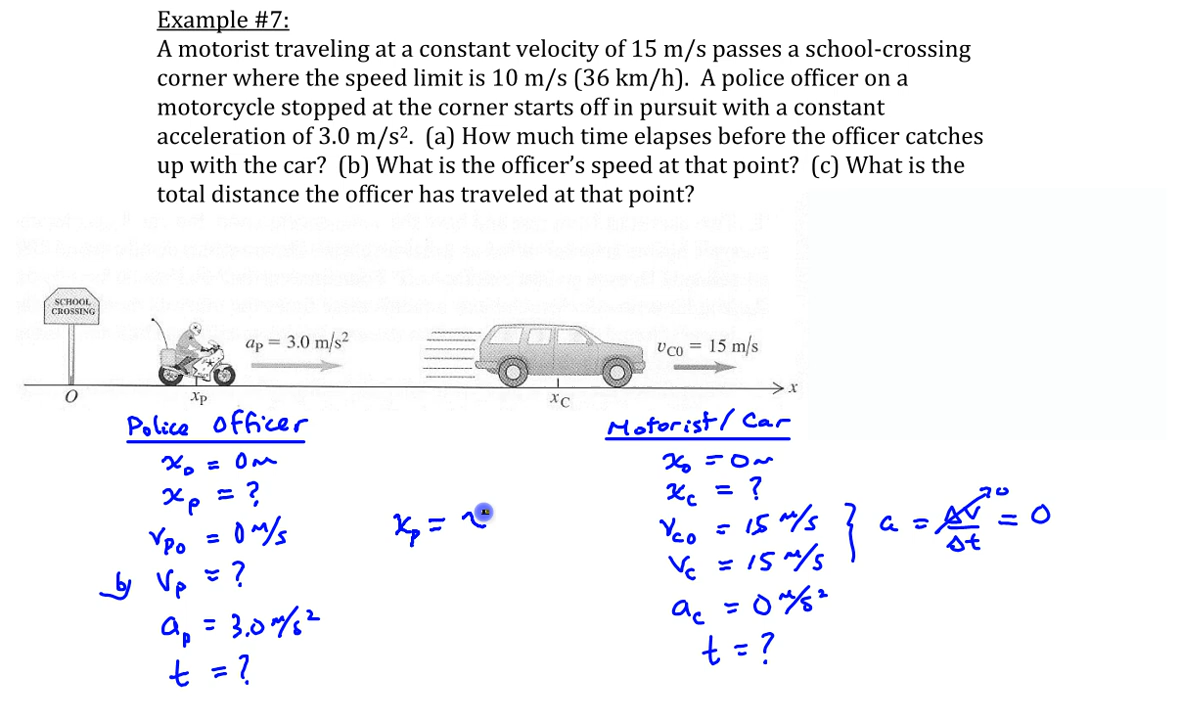 Example #7:
A motorist traveling at a constant velocity of 15 m/s passes a school-crossing
corner where the speed limit is 10 m/s (36 km/h).  A police officer on a
motorcycle stopped at the corner starts off in pursuit with a constant
acceleration of 3.0 m/s².  (a) How much time elapses before the officer catches
up with the car?  (b) What is the officer's speed at that point?  (c) What is the
total distance the officer has traveled at that point?
SCHOOL
CROSSING
aP = 3.0 m/s²
vC0 = 15 m/s
O
xP
xC
x
Police Officer
x₀ = 0m
xp = ?
vpo = 0 m/s
b) vp = ?
ap = 3.0 m/s²
t = ?
xp =
Motorist/Car
x₀ = 0m
xc = ?
vco = 15 m/s
vc = 15 m/s
} a = Δv/Δt = 0
→0
ac = 0 m/s²
t = ?